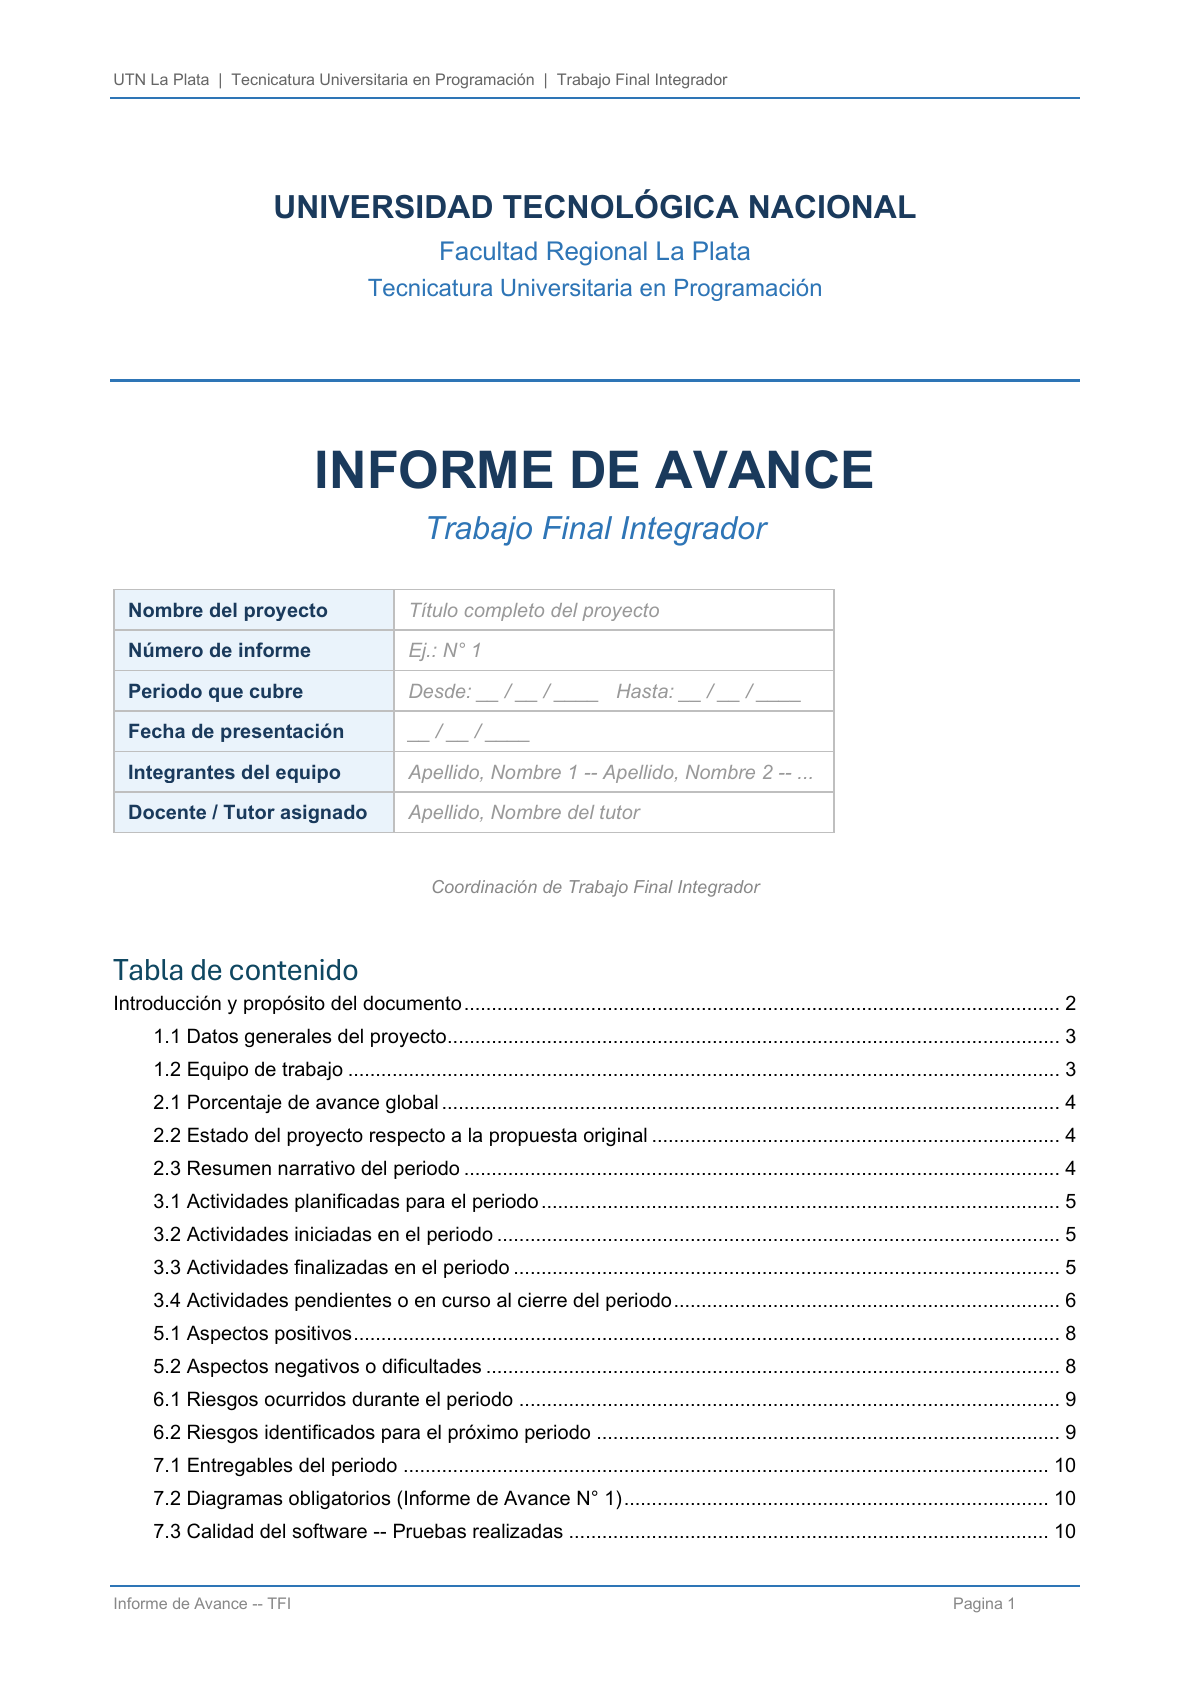 UTN La Plata | Tecnicatura Universitaria en Programación | Trabajo Final Integrador
UNIVERSIDAD TECNOLÓGICA NACIONAL
Facultad Regional La Plata
Tecnicatura Universitaria en Programación
INFORME DE AVANCE
Trabajo Final Integrador
Nombre del proyecto Título completo del proyecto
Número de informe Ej.: N° 1
Periodo que cubre Desde: __ / __ / ____ Hasta: __ / __ / ____
Fecha de presentación __ / __ / ____
Integrantes del equipo Apellido, Nombre 1 -- Apellido, Nombre 2 -- ...
Docente / Tutor asignado Apellido, Nombre del tutor
Coordinación de Trabajo Final Integrador
Tabla de contenido
Introducción y propósito del documento 2
1.1 Datos generales del proyecto 3
1.2 Equipo de trabajo 3
2.1 Porcentaje de avance global 4
2.2 Estado del proyecto respecto a la propuesta original 4
2.3 Resumen narrativo del periodo 4
3.1 Actividades planificadas para el periodo 5
3.2 Actividades iniciadas en el periodo 5
3.3 Actividades finalizadas en el periodo 5
3.4 Actividades pendientes o en curso al cierre del periodo 6
5.1 Aspectos positivos 8
5.2 Aspectos negativos o dificultades 8
6.1 Riesgos ocurridos durante el periodo 9
6.2 Riesgos identificados para el próximo periodo 9
7.1 Entregables del periodo 10
7.2 Diagramas obligatorios (Informe de Avance N° 1) 10
7.3 Calidad del software -- Pruebas realizadas 10
Informe de Avance -- TFI Pagina 1